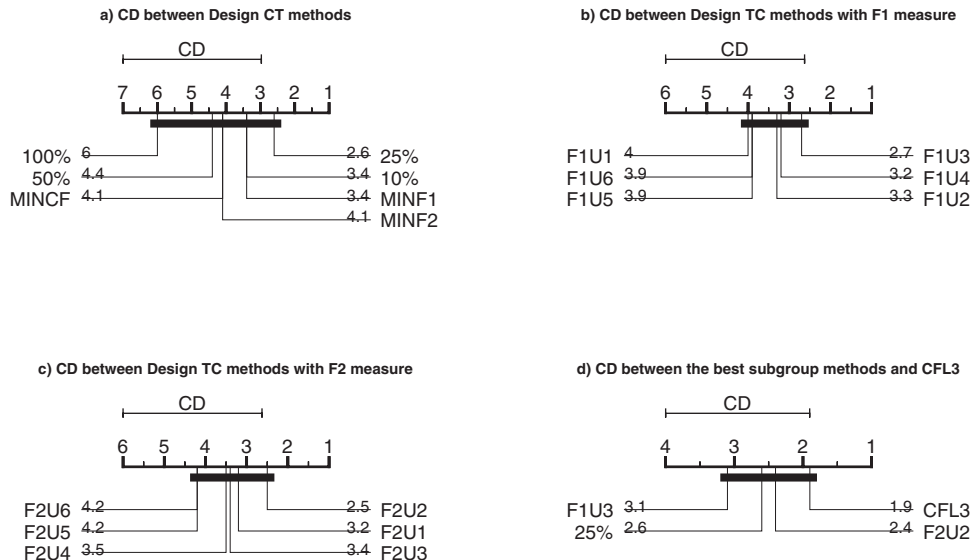 a) CD between Design CT methods
CD
7 6 5 4 3 2 1
100% 6 2.6 25%
50% 4.4 3.4 10%
MINCF 4.1 3.4 MINF1
4.1 MINF2
b) CD between Design TC methods with F1 measure
CD
6 5 4 3 2 1
F1U1 4 2.7 F1U3
F1U6 3.9 3.2 F1U4
F1U5 3.9 3.3 F1U2
c) CD between Design TC methods with F2 measure
CD
6 5 4 3 2 1
F2U6 4.2 2.5 F2U2
F2U5 4.2 3.2 F2U1
F2U4 3.5 3.4 F2U3
d) CD between the best subgroup methods and CFL3
CD
4 3 2 1
F1U3 3.1 1.9 CFL3
25% 2.6 2.4 F2U2